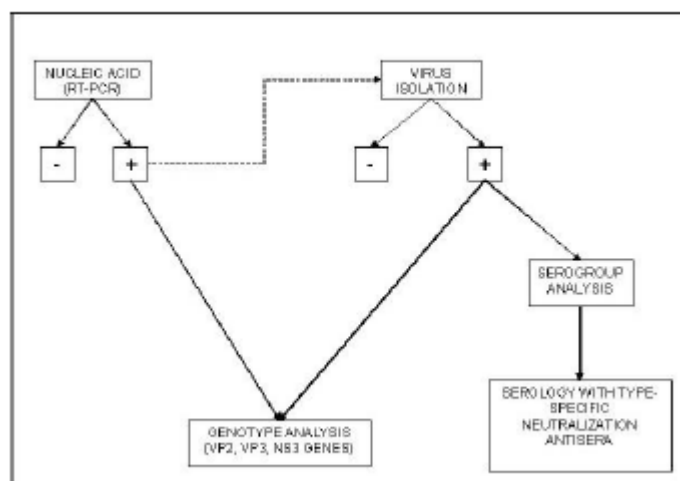 NUCLEIC ACID
(RT-PCR)
VIRUS
ISOLATION
-
+
-
+
SEROGROUP
ANALYSIS
GENOTYPE ANALYSIS
(VP2, VP3, NS3 GENES)
SEROLOGY WITH TYPE-
SPECIFIC
NEUTRALIZATION
ANTISERA